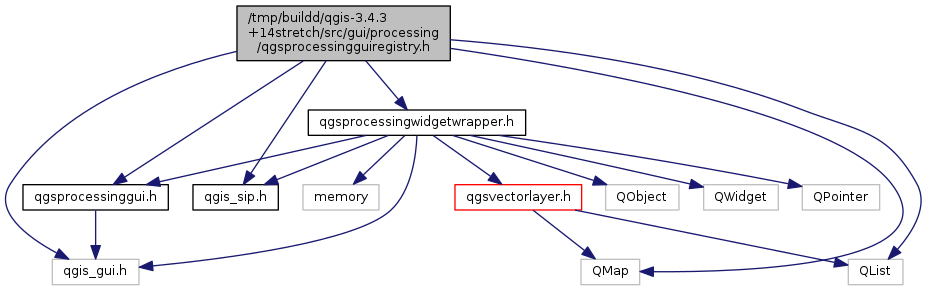 /tmp/buildd/qgis-3.4.3
+14stretch/src/gui/processing
/qgsprocessingguiregistry.h
qgsprocessingwidgetwrapper.h
qgsprocessinggui.h
qgis_sip.h
memory
qgsvectorlayer.h
QObject
QWidget
QPointer
qgis_gui.h
QMap
QList